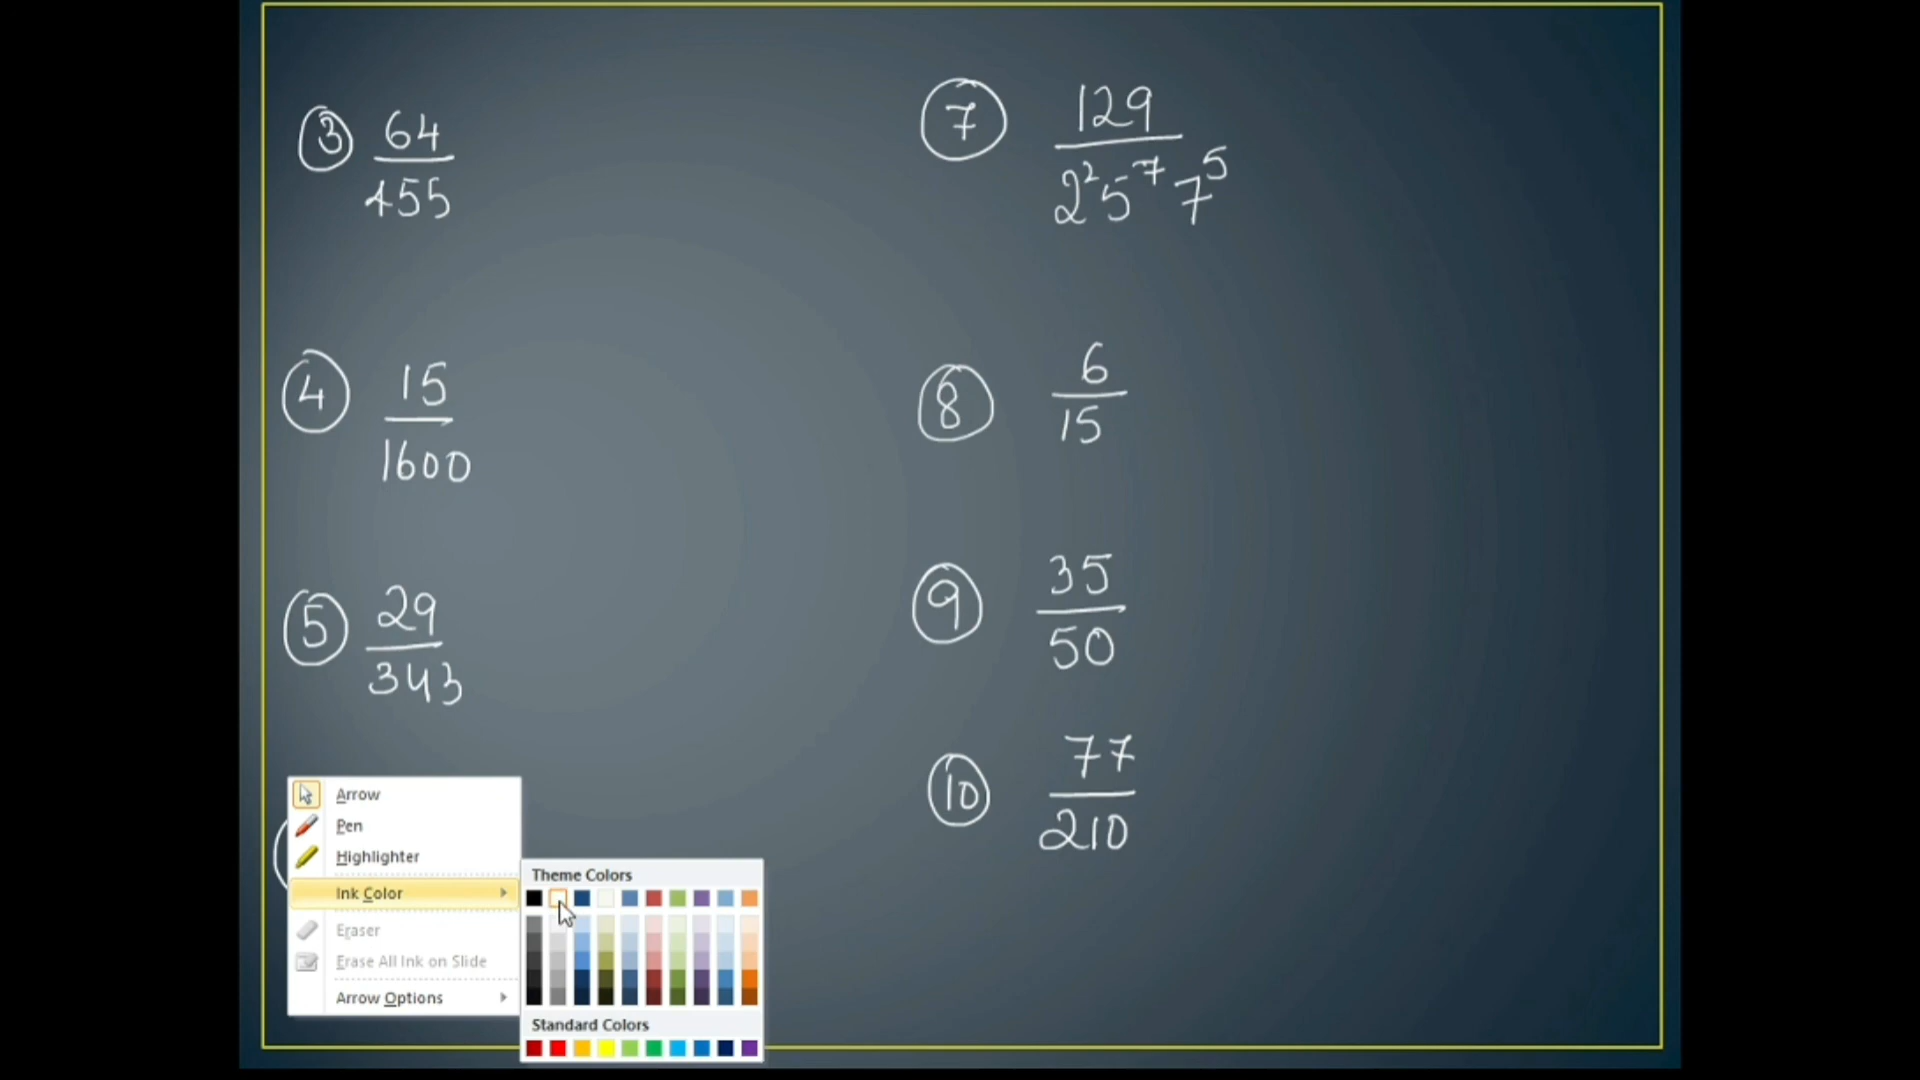 ③ 64
455
④ 15
1600
⑤ 29
343
⑦ 129
2²5⁷7⁵
⑧ 6
15
⑨ 35
50
⑩ 77
210
Arrow
Pen
Highlighter
Ink Color
Eraser
Erase All Ink on Slide
Arrow Options
Theme Colors
Standard Colors